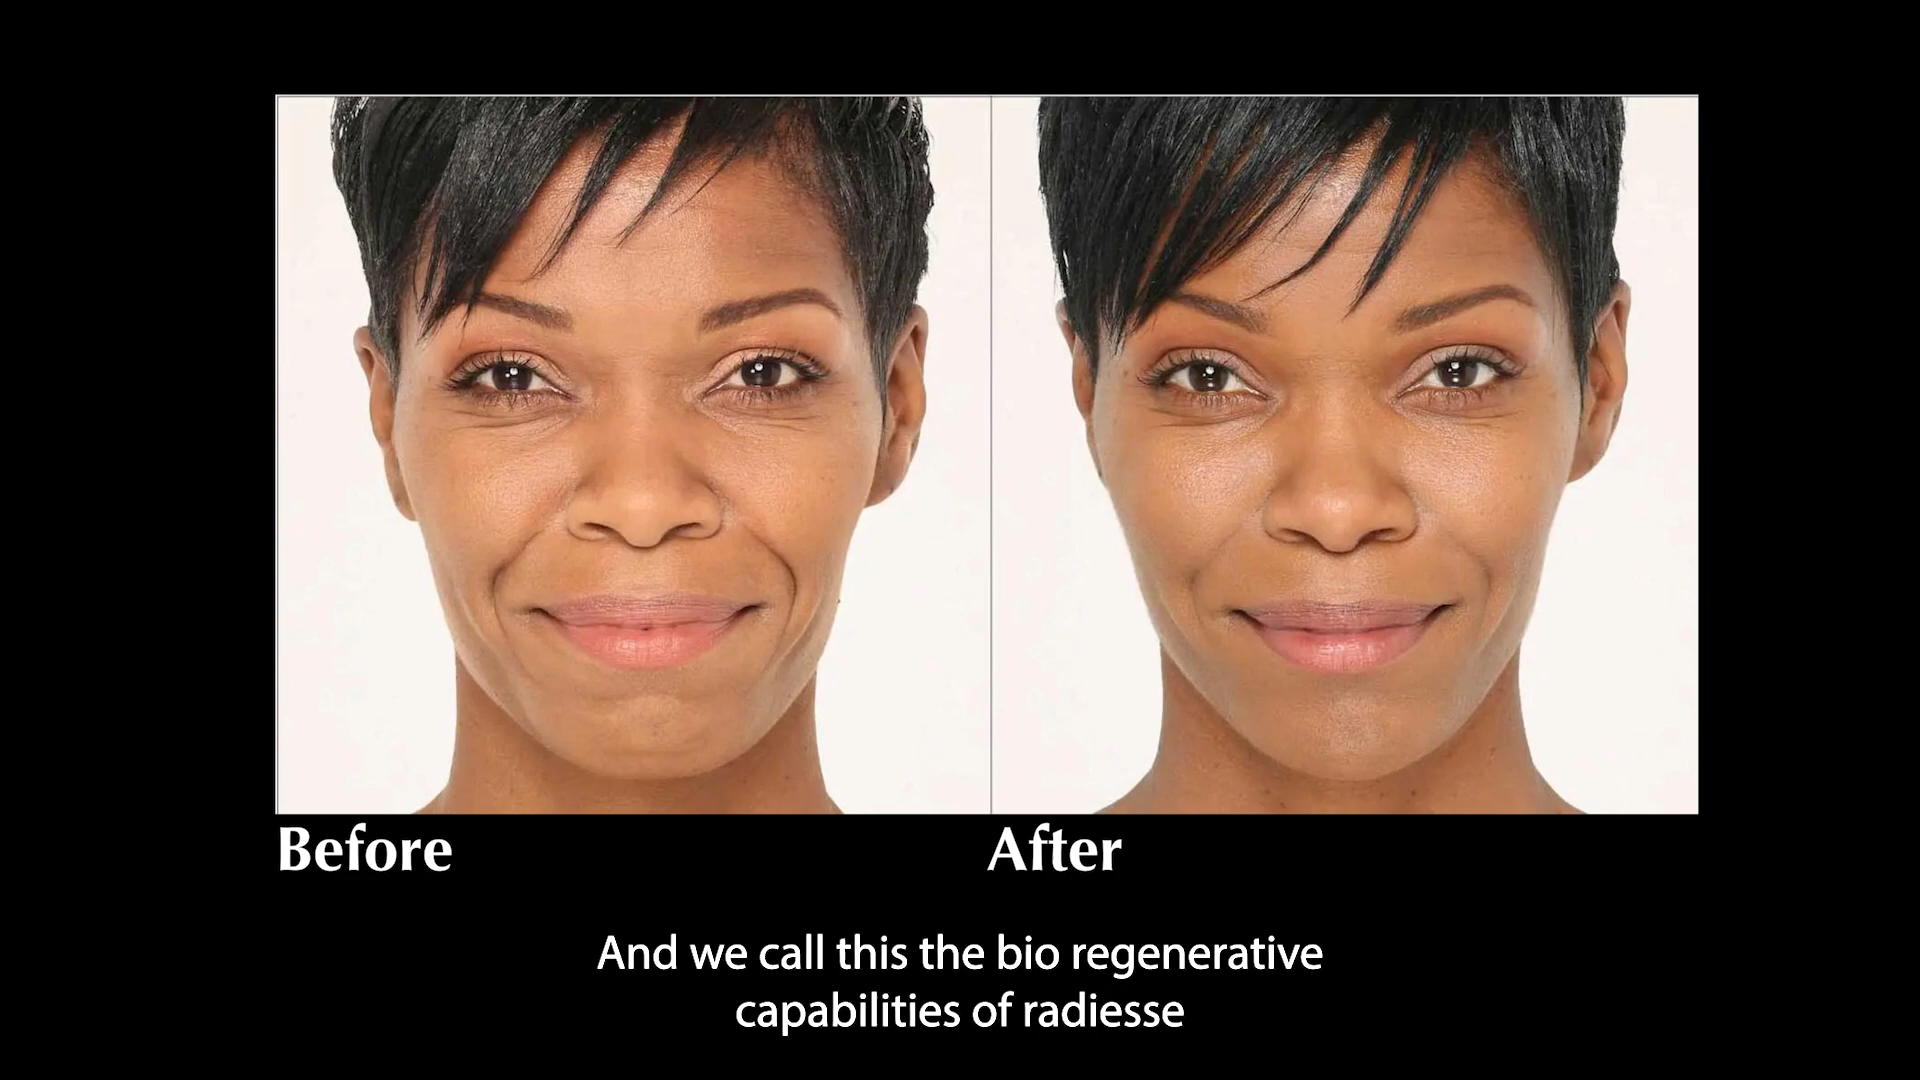 Before
After
And we call this the bio regenerative
capabilities of radiesse